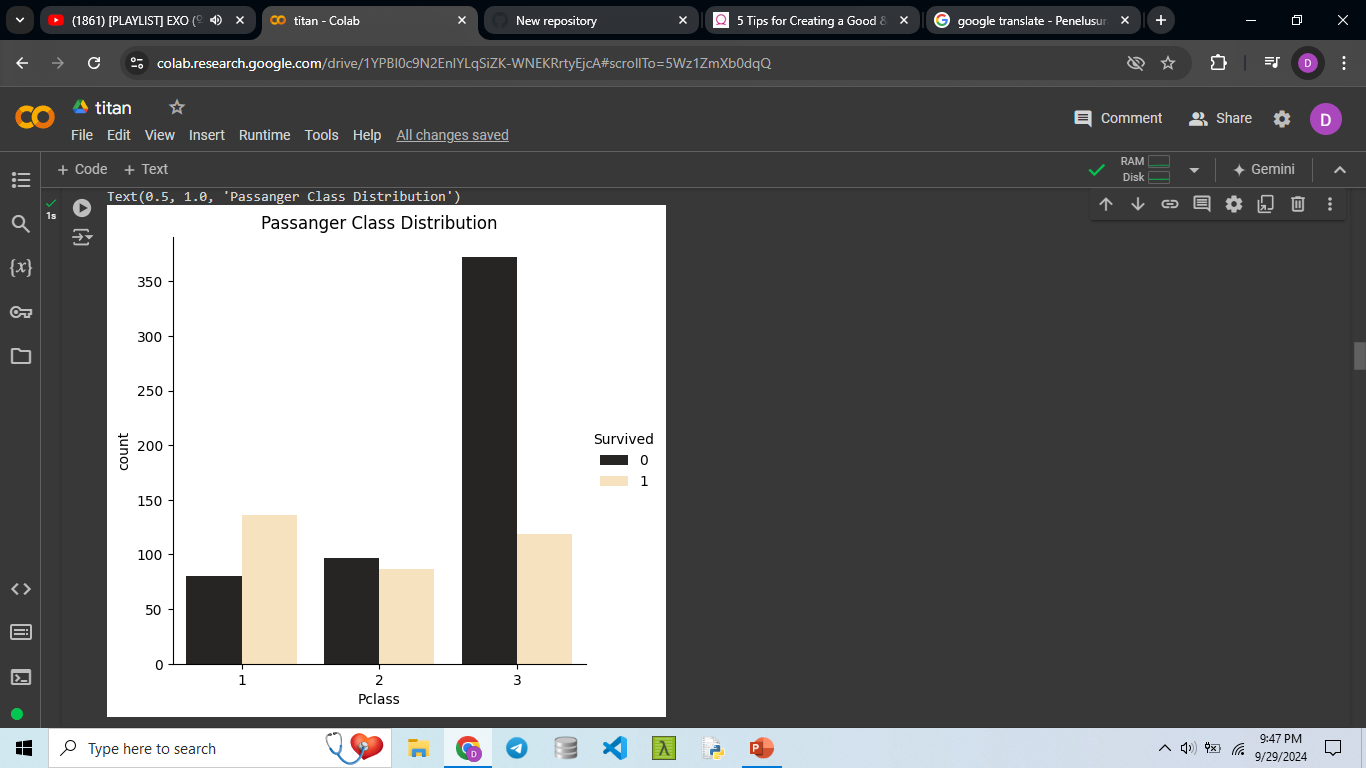 (1861) [PLAYLIST] EXO
titan - Colab
New repository
5 Tips for Creating a Good &
google translate - Penelusur
colab.research.google.com/drive/1YPBI0c9N2EnIYLqSiZK-WNEKRrtyEjcA#scrollTo=5Wz1ZmXb0dqQ
D
titan
File Edit View Insert Runtime Tools Help All changes saved
Comment
Share
D
+ Code + Text
RAM
Disk
Gemini
1s
Text(0.5, 1.0, 'Passanger Class Distribution')
Passanger Class Distribution
350
300
250
200
150
100
50
0
count
1 2 3
Pclass
Survived
0
1
Type here to search
9:47 PM
9/29/2024